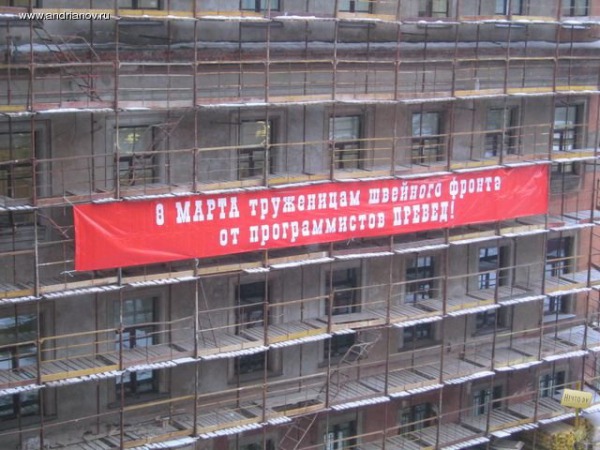 www.andrianov.ru
8 МАРТА труженицам швейного фронта
от программистов ПРЕВЕД!